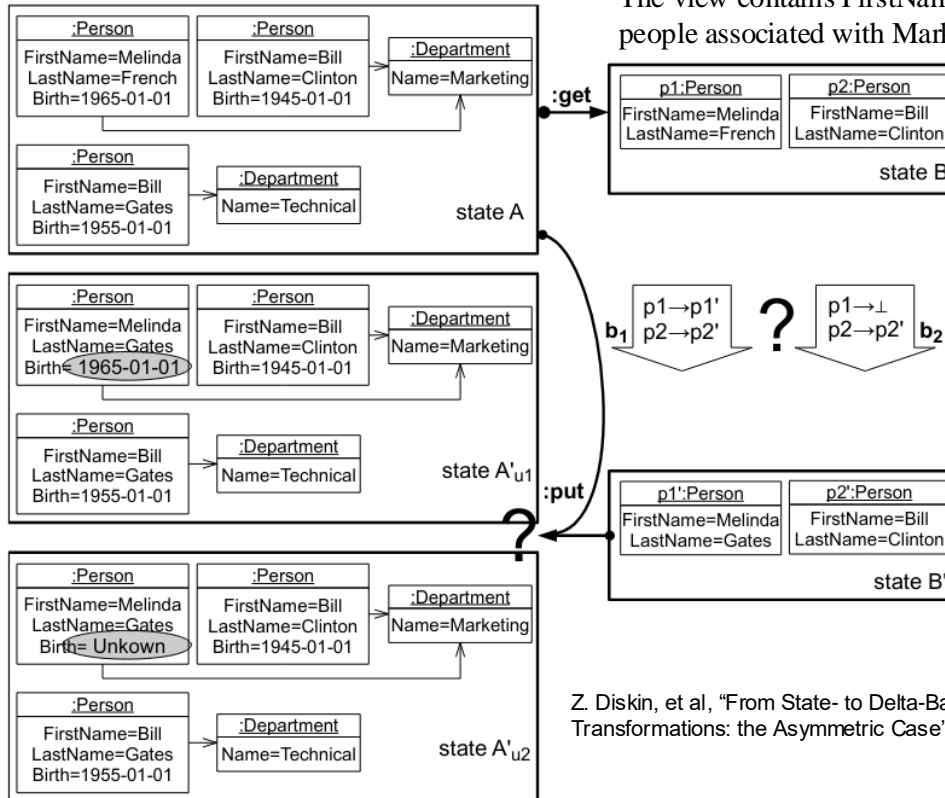 The view contains FirstNam
people associated with Mark
:Person
FirstName=Melinda
LastName=French
Birth=1965-01-01
:Person
FirstName=Bill
LastName=Clinton
Birth=1945-01-01
:Department
Name=Marketing
:Person
FirstName=Bill
LastName=Gates
Birth=1955-01-01
:Department
Name=Technical
state A
:get
p1:Person
FirstName=Melinda
LastName=French
p2:Person
FirstName=Bill
LastName=Clinton
state B
:Person
FirstName=Melinda
LastName=Gates
Birth= 1965-01-01
:Person
FirstName=Bill
LastName=Clinton
Birth=1945-01-01
:Department
Name=Marketing
:Person
FirstName=Bill
LastName=Gates
Birth=1955-01-01
:Department
Name=Technical
state A'u1
b1
p1→p1'
p2→p2'
?
p1→⊥
p2→p2'
b2
:put
?
p1':Person
FirstName=Melinda
LastName=Gates
p2':Person
FirstName=Bill
LastName=Clinton
state B'
:Person
FirstName=Melinda
LastName=Gates
Birth= Unkown
:Person
FirstName=Bill
LastName=Clinton
Birth=1945-01-01
:Department
Name=Marketing
:Person
FirstName=Bill
LastName=Gates
Birth=1955-01-01
:Department
Name=Technical
state A'u2
Z. Diskin, et al, “From State- to Delta-Ba
Transformations: the Asymmetric Case”